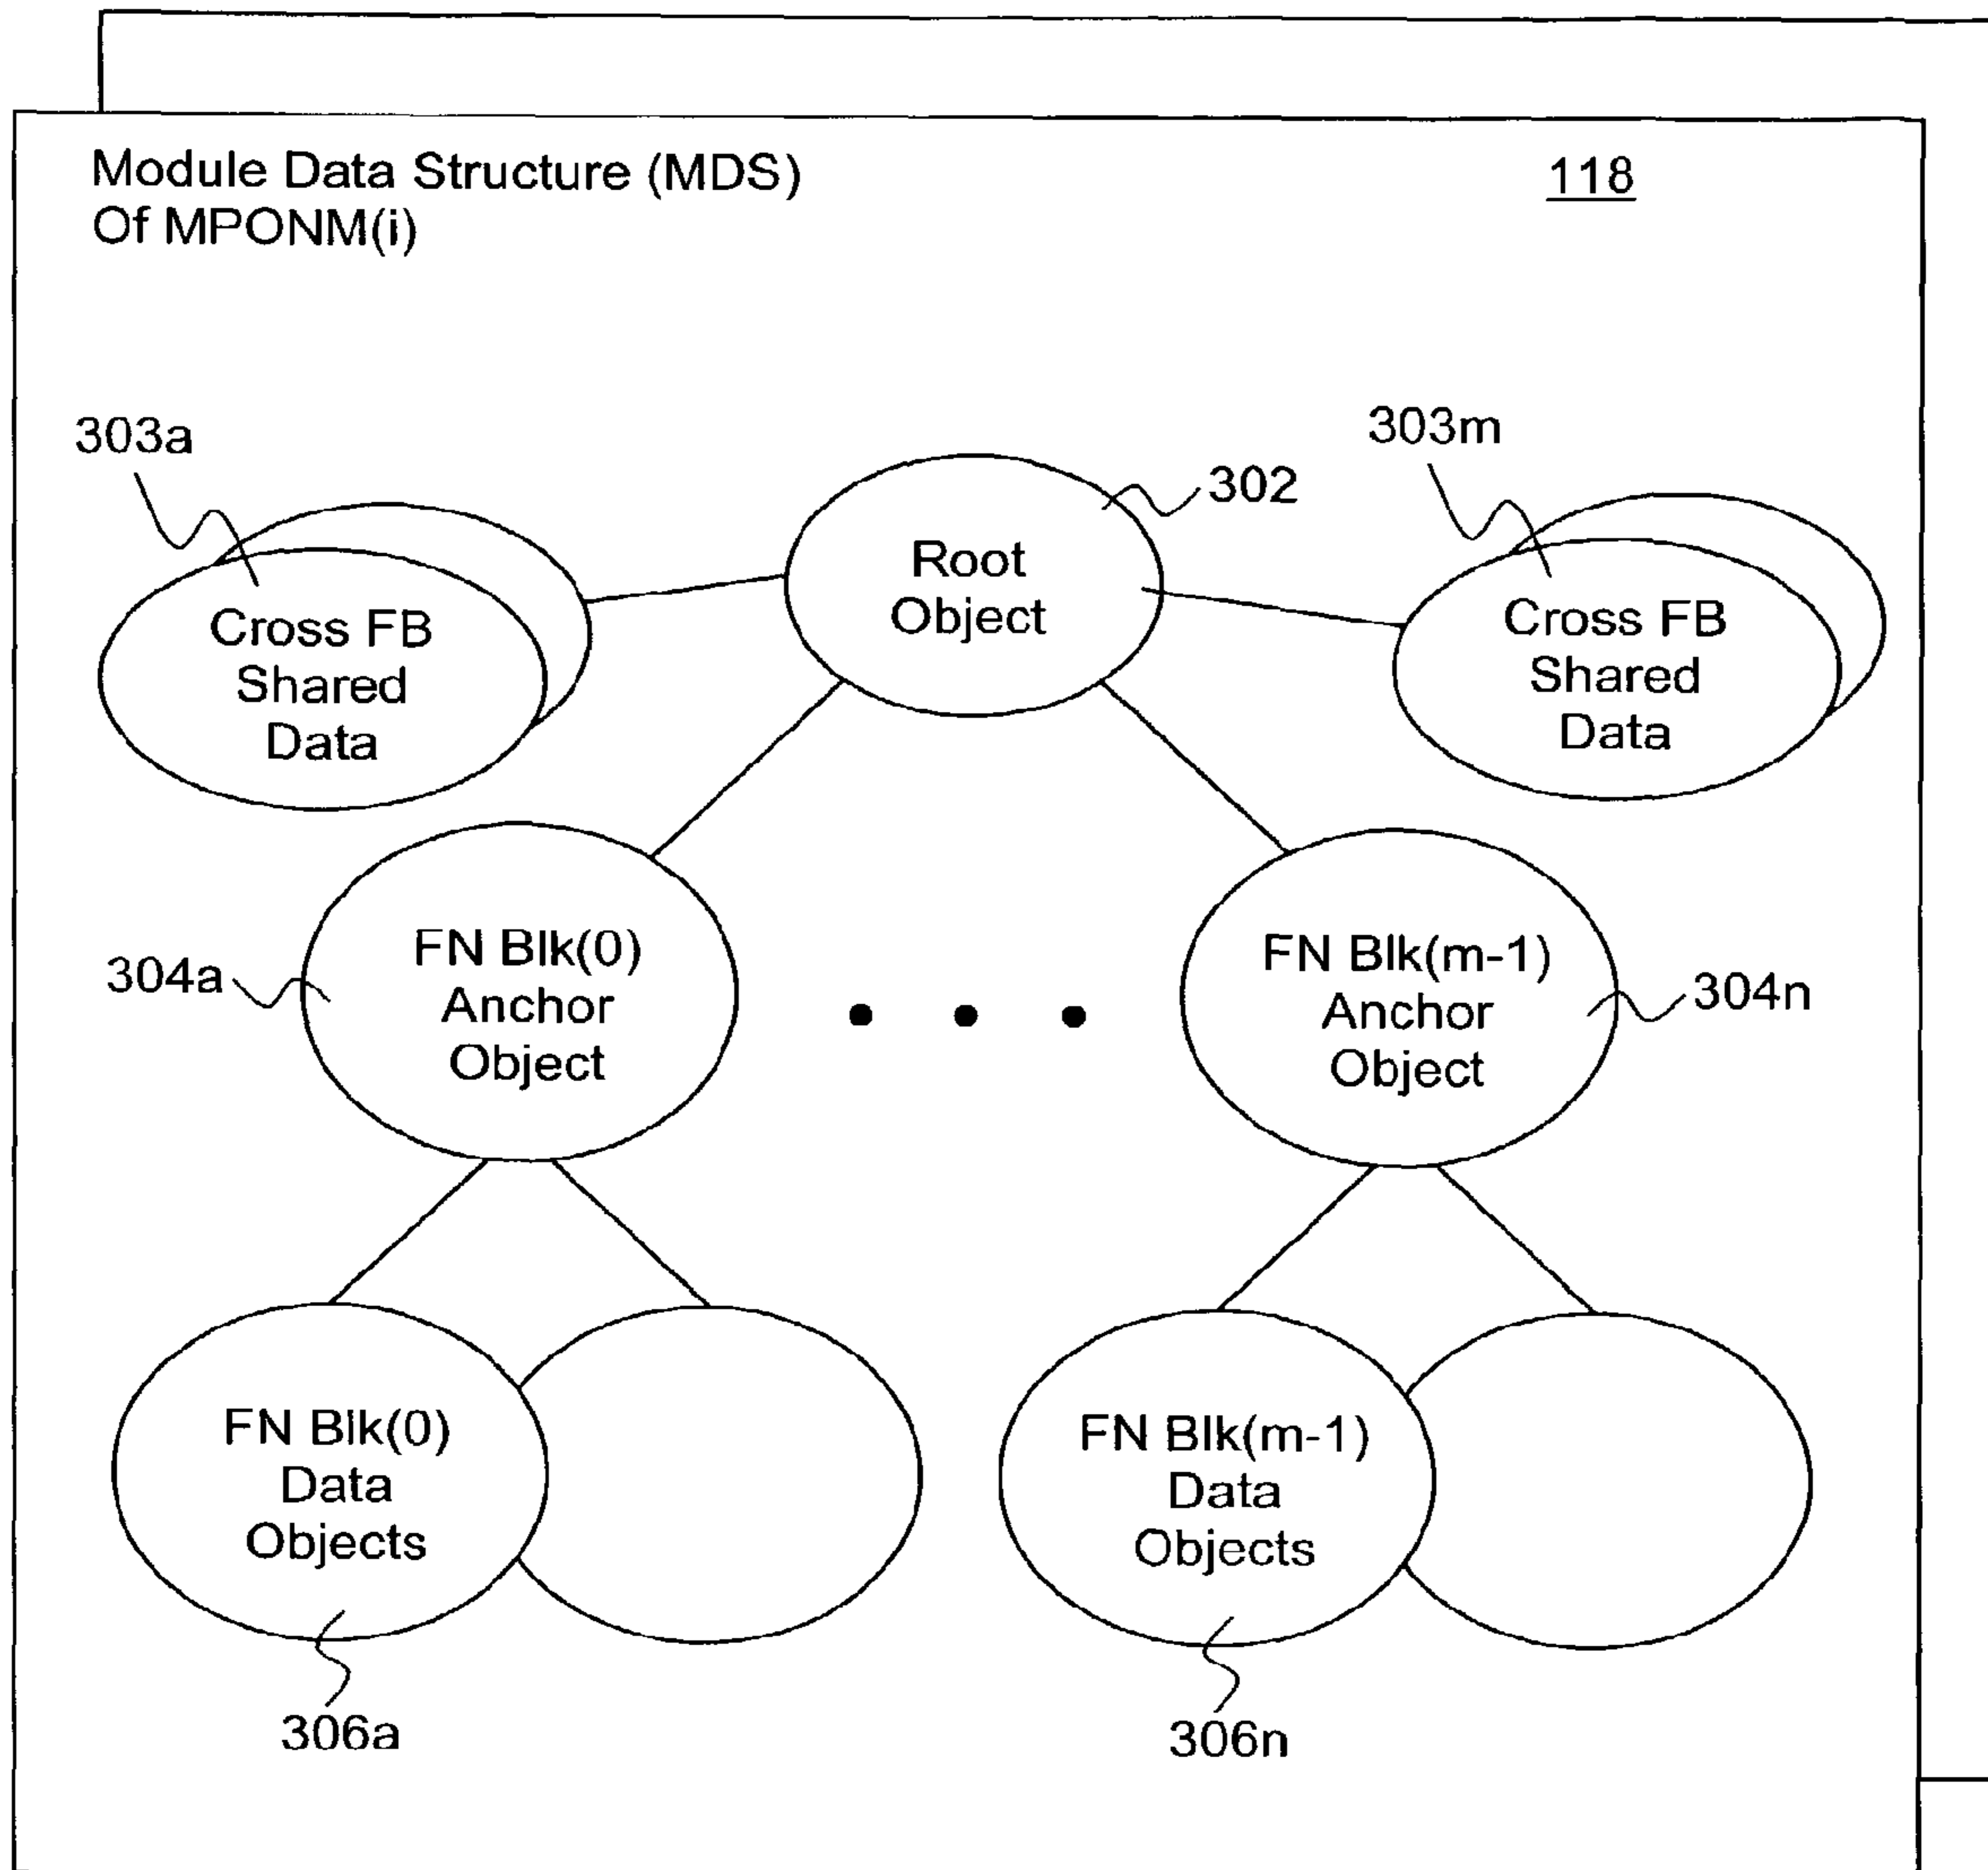 Module Data Structure (MDS)
Of MPONM(i)
118
303a
303m
302
Root
Object
Cross FB
Shared
Data
Cross FB
Shared
Data
304a
FN Blk(0)
Anchor
Object
FN Blk(m-1)
Anchor
Object
304n
FN Blk(0)
Data
Objects
FN Blk(m-1)
Data
Objects
306a
306n